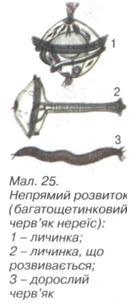 1
2
3
Мал. 25.
Непрямий розвиток
(багатощетинковий
черв'як нереїс):
1 – личинка;
2 – личинка, що
розвивається;
3 – дорослий
черв'як